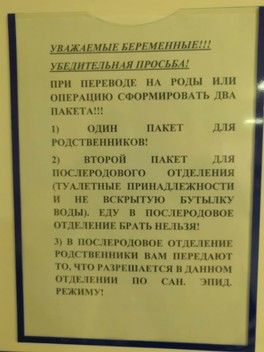 УВАЖАЕМЫЕ БЕРЕМЕННЫЕ!!!
УБЕДИТЕЛЬНАЯ ПРОСЬБА!
ПРИ ПЕРЕВОДЕ НА РОДЫ ИЛИ
ОПЕРАЦИЮ СФОРМИРОВАТЬ ДВА
ПАКЕТА!!!
1) ОДИН ПАКЕТ ДЛЯ
РОДСТВЕННИКОВ!
2) ВТОРОЙ ПАКЕТ ДЛЯ
ПОСЛЕРОДОВОГО ОТДЕЛЕНИЯ
(ТУАЛЕТНЫЕ ПРИНАДЛЕЖНОСТИ
И НЕ ВСКРЫТУЮ БУТЫЛКУ
ВОДЫ). ЕДУ В ПОСЛЕРОДОВОЕ
ОТДЕЛЕНИЕ БРАТЬ НЕЛЬЗЯ!
3) В ПОСЛЕРОДОВОЕ ОТДЕЛЕНИЕ
РОДСТВЕННИКИ ВАМ ПЕРЕДАЮТ
ТО, ЧТО РАЗРЕШАЕТСЯ В ДАННОМ
ОТДЕЛЕНИИ ПО САН. ЭПИД.
РЕЖИМУ!